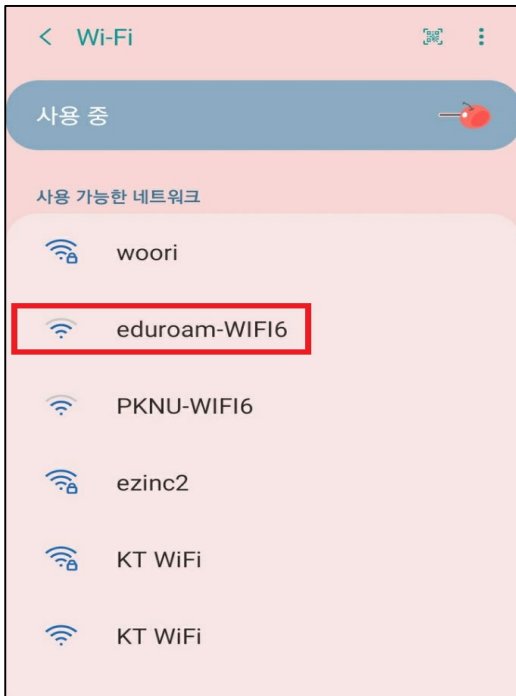 Wi-Fi
사용 중
사용 가능한 네트워크
woori
eduroam-WIFI6
PKNU-WIFI6
ezinc2
KT WiFi
KT WiFi